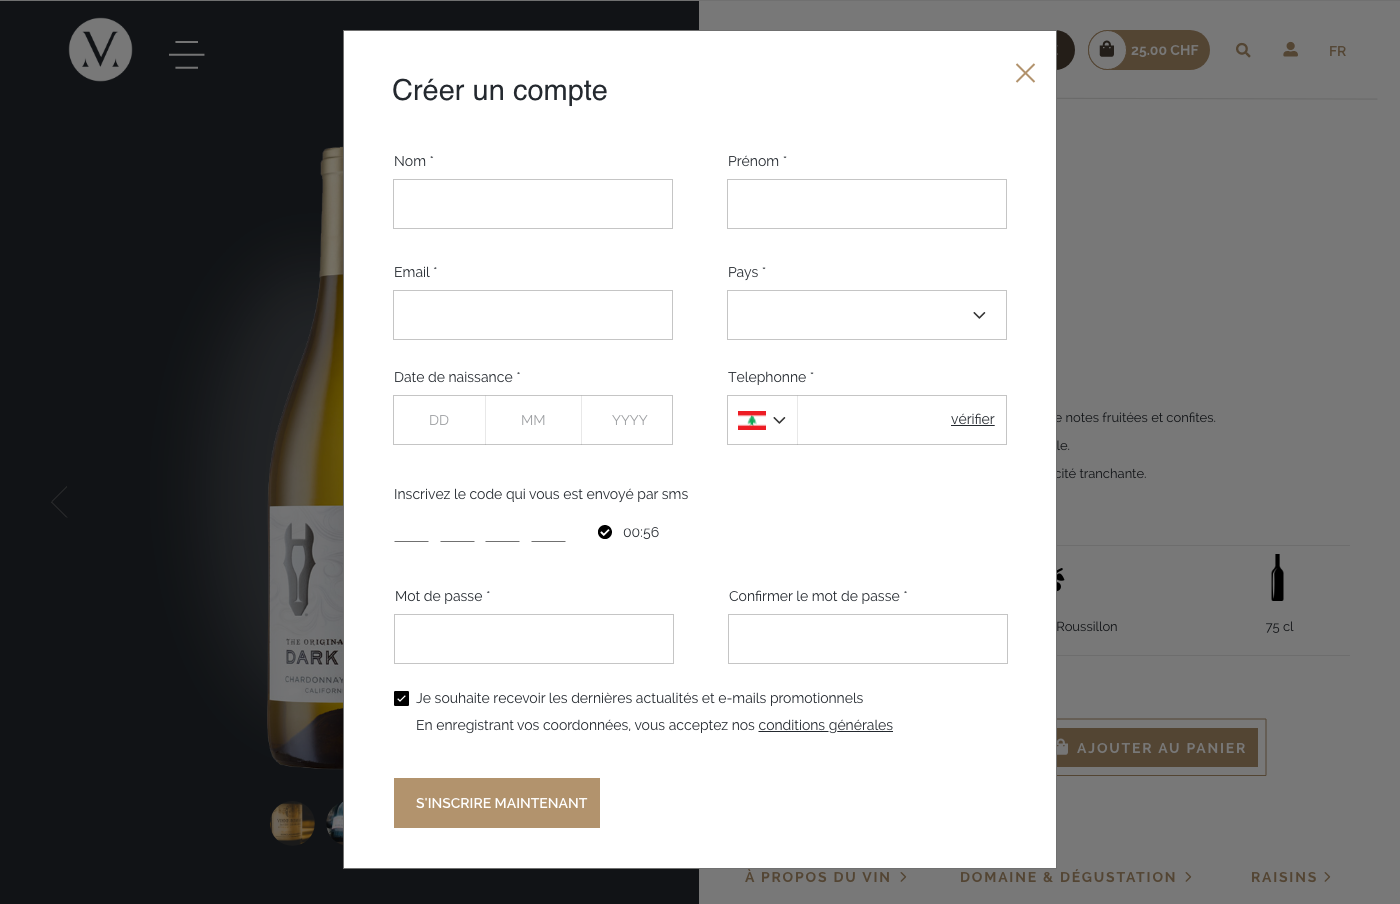 25.00 CHF
FR
Créer un compte
Nom *
Prénom *
Email *
Pays *
Date de naissance *
Telephonne *
DD MM YYYY
vérifier
e notes fruitées et confites.
le.
cité tranchante.
Inscrivez le code qui vous est envoyé par sms
00:56
Mot de passe *
Confirmer le mot de passe *
Roussillon
75 cl
THE ORIGINA
DARK
CHARDONNAY
CALIFORN
Je souhaite recevoir les dernières actualités et e-mails promotionnels
En enregistrant vos coordonnées, vous acceptez nos conditions générales
AJOUTER AU PANIER
S'INSCRIRE MAINTENANT
À PROPOS DU VIN
DOMAINE & DÉGUSTATION
RAISINS